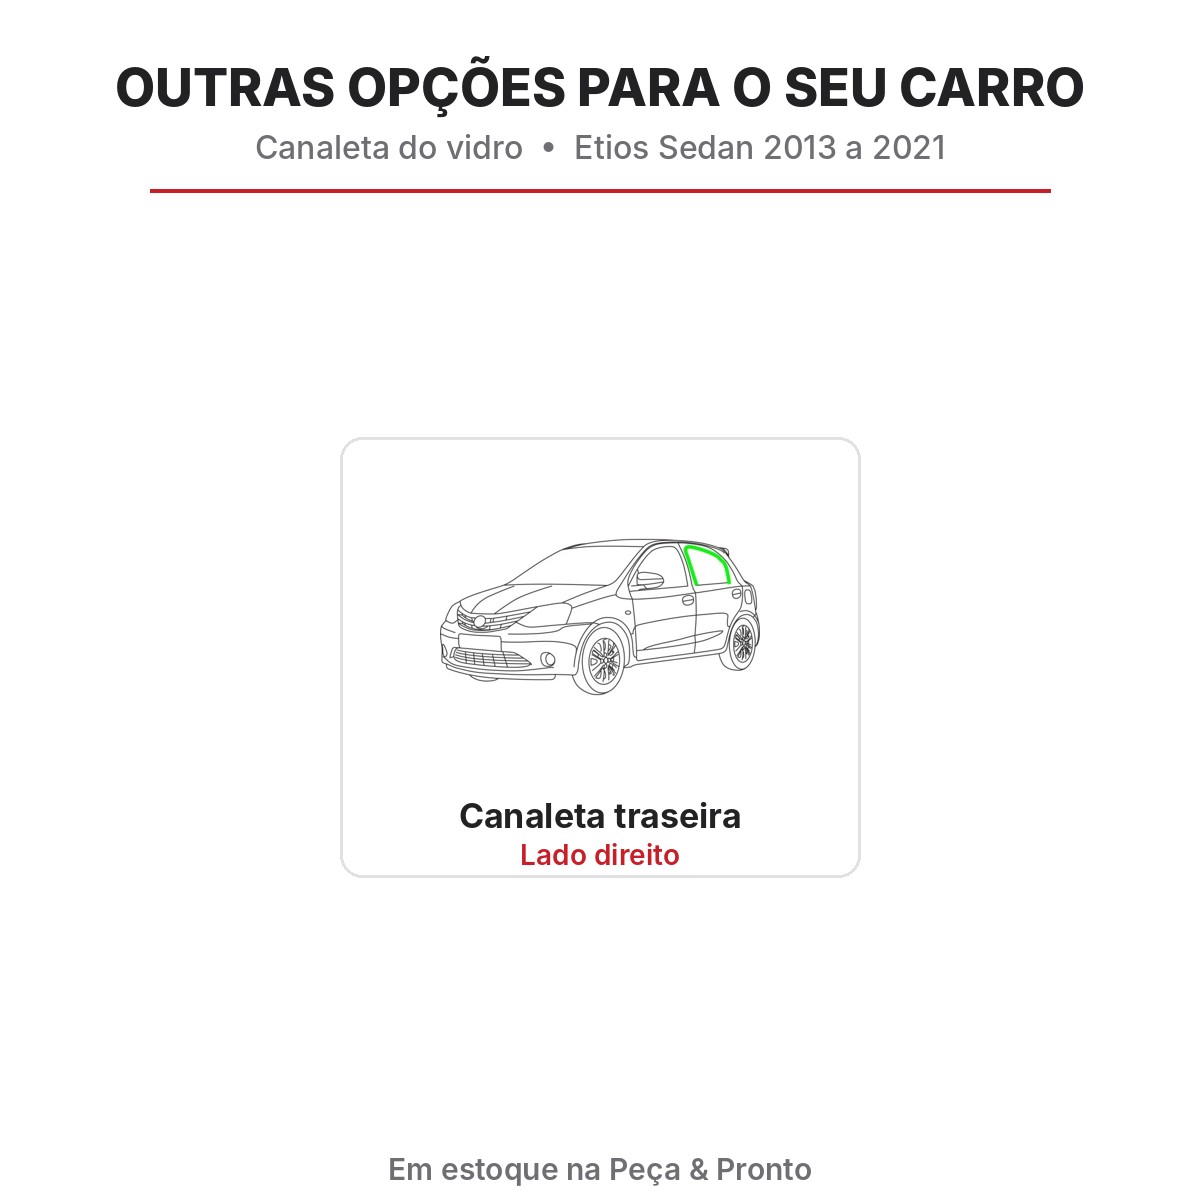 OUTRAS OPÇÕES PARA O SEU CARRO
Canaleta do vidro • Etios Sedan 2013 a 2021
Canaleta traseira
Lado direito
Em estoque na Peça & Pronto